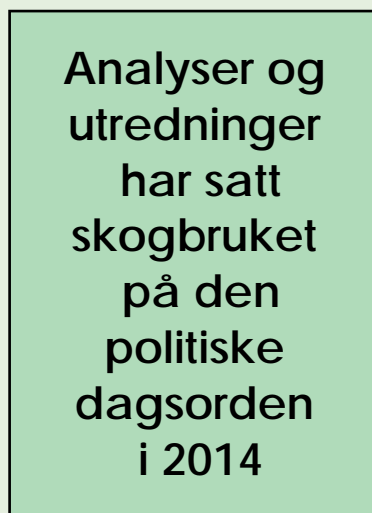 Analyser og
utredninger
har satt
skogbruket
på den
politiske
dagsorden
i 2014